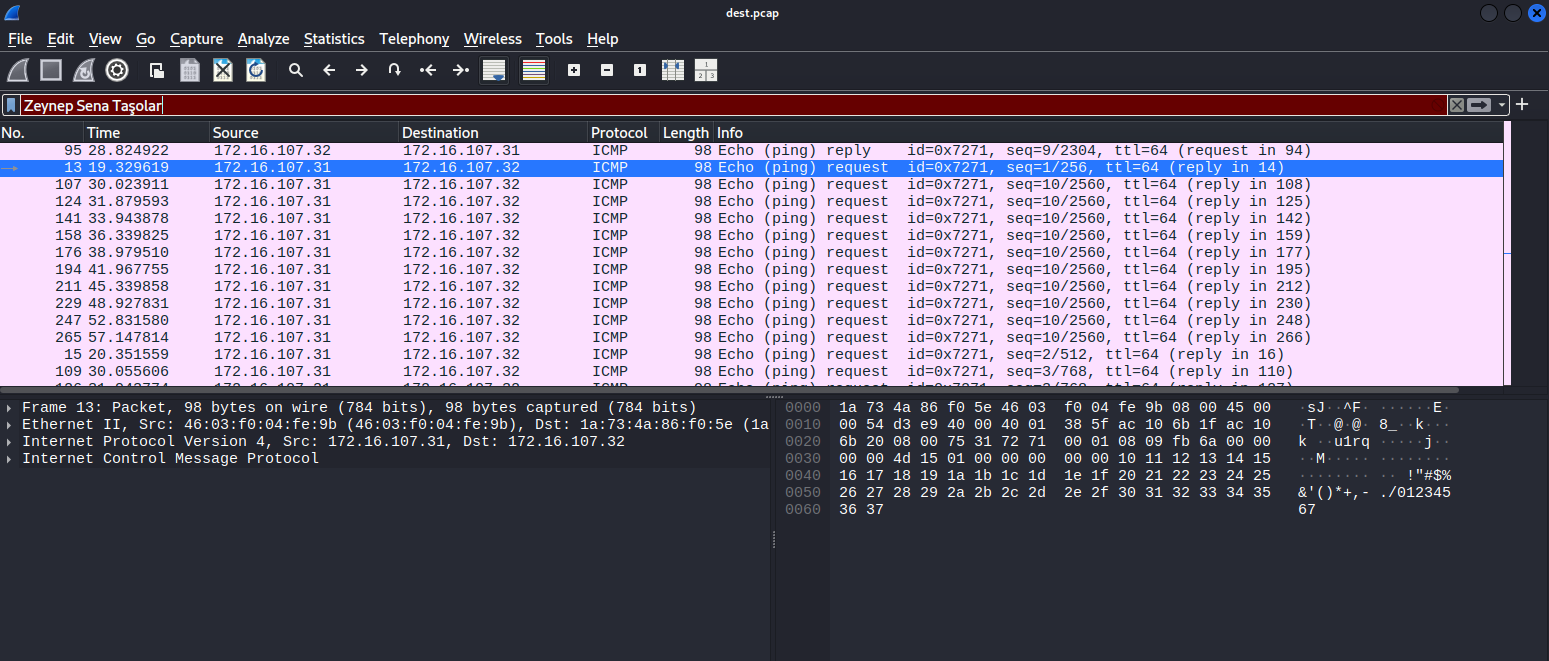 dest.pcap
File Edit View Go Capture Analyze Statistics Telephony Wireless Tools Help
Zeynep Sena Taşolar
No. Time Source Destination Protocol Length Info
95 28.824922 172.16.107.32 172.16.107.31 ICMP 98 Echo (ping) reply id=0x7271, seq=9/2304, ttl=64 (request in 94)
13 19.329619 172.16.107.31 172.16.107.32 ICMP 98 Echo (ping) request id=0x7271, seq=1/256, ttl=64 (reply in 14)
107 30.023911 172.16.107.31 172.16.107.32 ICMP 98 Echo (ping) request id=0x7271, seq=10/2560, ttl=64 (reply in 108)
124 31.879593 172.16.107.31 172.16.107.32 ICMP 98 Echo (ping) request id=0x7271, seq=10/2560, ttl=64 (reply in 125)
141 33.943878 172.16.107.31 172.16.107.32 ICMP 98 Echo (ping) request id=0x7271, seq=10/2560, ttl=64 (reply in 142)
158 36.339825 172.16.107.31 172.16.107.32 ICMP 98 Echo (ping) request id=0x7271, seq=10/2560, ttl=64 (reply in 159)
176 38.979510 172.16.107.31 172.16.107.32 ICMP 98 Echo (ping) request id=0x7271, seq=10/2560, ttl=64 (reply in 177)
194 41.967755 172.16.107.31 172.16.107.32 ICMP 98 Echo (ping) request id=0x7271, seq=10/2560, ttl=64 (reply in 195)
211 45.339858 172.16.107.31 172.16.107.32 ICMP 98 Echo (ping) request id=0x7271, seq=10/2560, ttl=64 (reply in 212)
229 48.927831 172.16.107.31 172.16.107.32 ICMP 98 Echo (ping) request id=0x7271, seq=10/2560, ttl=64 (reply in 230)
247 52.831580 172.16.107.31 172.16.107.32 ICMP 98 Echo (ping) request id=0x7271, seq=10/2560, ttl=64 (reply in 248)
265 57.147814 172.16.107.31 172.16.107.32 ICMP 98 Echo (ping) request id=0x7271, seq=10/2560, ttl=64 (reply in 266)
15 20.351559 172.16.107.31 172.16.107.32 ICMP 98 Echo (ping) request id=0x7271, seq=2/512, ttl=64 (reply in 16)
109 30.055606 172.16.107.31 172.16.107.32 ICMP 98 Echo (ping) request id=0x7271, seq=3/768, ttl=64 (reply in 110)
Frame 13: Packet, 98 bytes on wire (784 bits), 98 bytes captured (784 bits)
Ethernet II, Src: 46:03:f0:04:fe:9b (46:03:f0:04:fe:9b), Dst: 1a:73:4a:86:f0:5e (1a
Internet Protocol Version 4, Src: 172.16.107.31, Dst: 172.16.107.32
Internet Control Message Protocol
0000 1a 73 4a 86 f0 5e 46 03 f0 04 fe 9b 08 00 45 00 ·sJ··^F· ······E·
0010 00 54 d3 e9 40 00 40 01 38 5f ac 10 6b 1f ac 10 ·T··@·@· 8_··k···
0020 6b 20 08 00 75 31 72 71 00 01 08 09 fb 6a 00 00 k ··u1rq ·····j··
0030 00 00 4d 15 01 00 00 00 00 00 10 11 12 13 14 15 ··M····· ········
0040 16 17 18 19 1a 1b 1c 1d 1e 1f 20 21 22 23 24 25 ········ ·· !"#$%
0050 26 27 28 29 2a 2b 2c 2d 2e 2f 30 31 32 33 34 35 &'()*+,- ./012345
0060 36 37 67